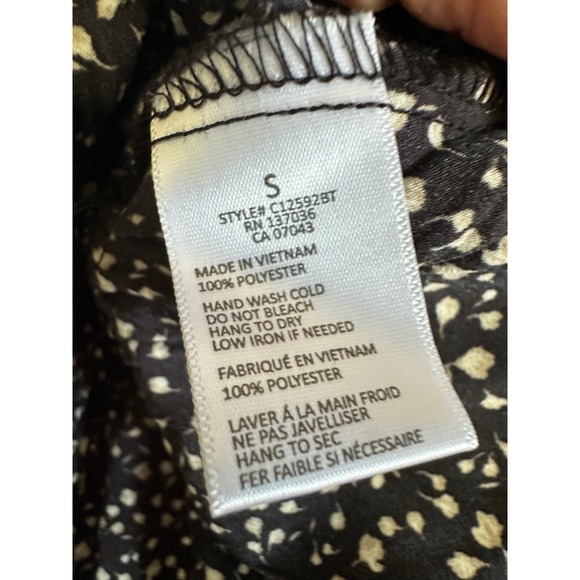 S
STYLE# C12592BT
RN 137036
CA 07043
MADE IN VIETNAM
100% POLYESTER
HAND WASH COLD
DO NOT BLEACH
HANG TO DRY
LOW IRON IF NEEDED
FABRIQUÉ EN VIETNAM
100% POLYESTER
LAVER Á LA MAIN FROID
NE PAS JAVELLISER
HANG TO SEC
FER FAIBLE SI NÉCESSAIRE